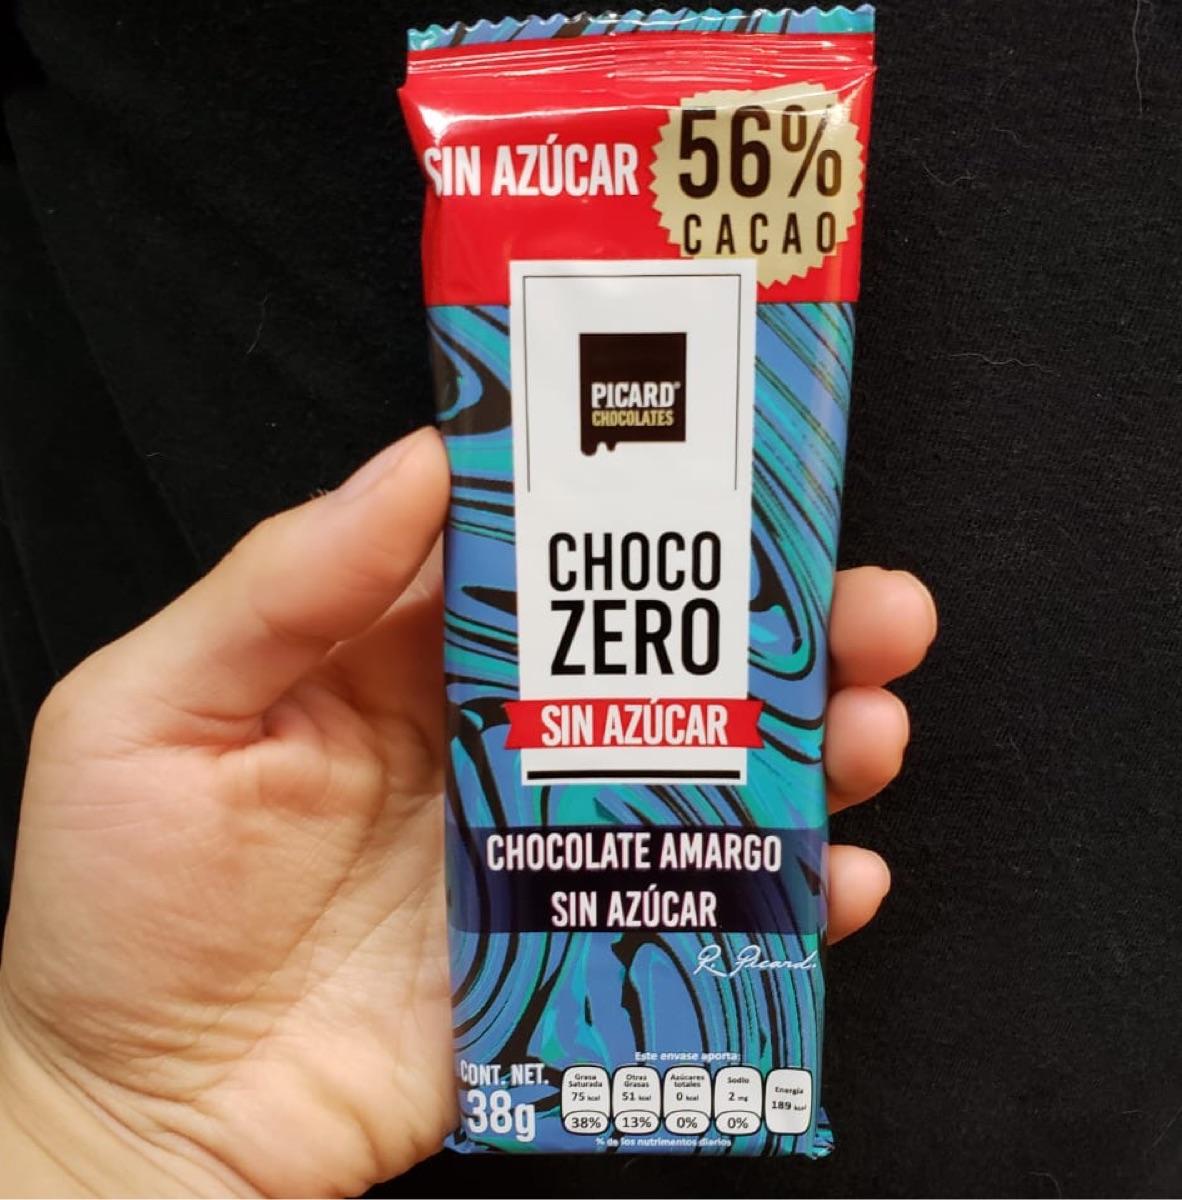 SIN AZÚCAR
56%
CACAO
PICARD®
CHOCOLATES
CHOCO
ZERO
SIN AZÚCAR
CHOCOLATE AMARGO
SIN AZÚCAR
R. Picard.
Este envase aporta:
CONT. NET.
38g
Grasa Saturada
75 kcal
38%
Otras Grasas
51 kcal
13%
Azúcares totales
0 kcal
0%
Sodio
2 mg
0%
Energía
189 kcal
% de los nutrimentos diarios